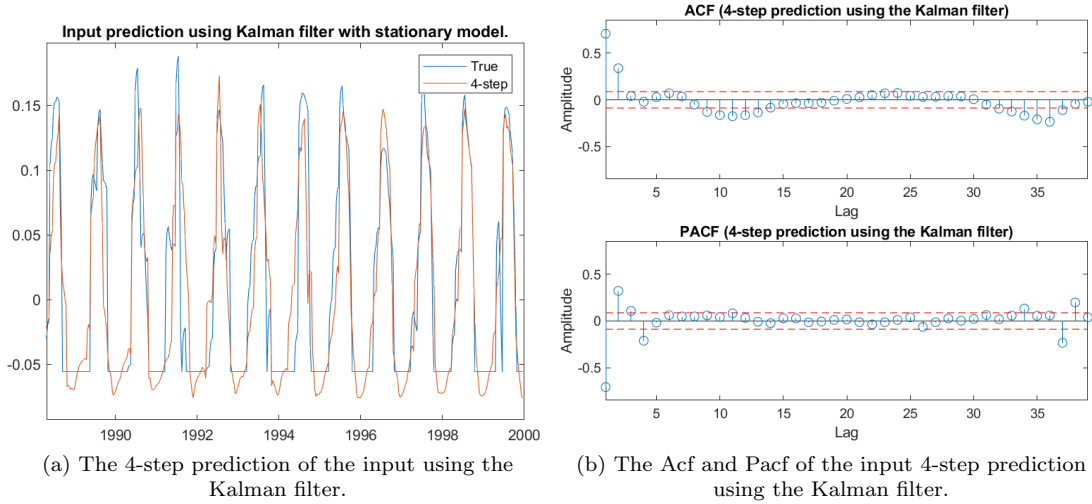 Input prediction using Kalman filter with stationary model.
True
4-step
0.15
0.1
0.05
0
-0.05
1990
1992
1994
1996
1998
2000
(a) The 4-step prediction of the input using the
Kalman filter.
ACF (4-step prediction using the Kalman filter)
Amplitude
0.5
0
-0.5
5
10
15
20
25
30
35
Lag
PACF (4-step prediction using the Kalman filter)
Amplitude
0.5
0
-0.5
5
10
15
20
25
30
35
Lag
(b) The Acf and Pacf of the input 4-step prediction
using the Kalman filter.